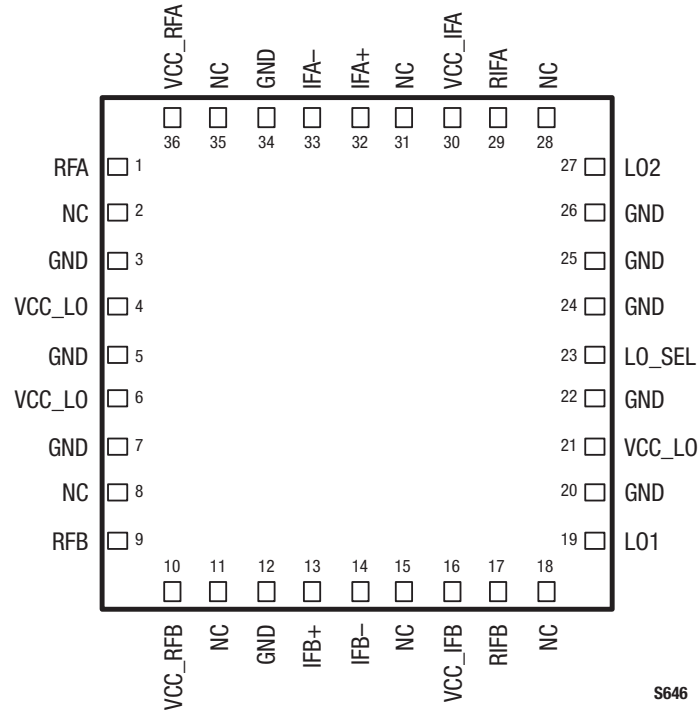 VCC_RFA NC GND IFA– IFA+ NC VCC_IFA RIFA NC
36 35 34 33 32 31 30 29 28
RFA 1 27 LO2
NC 2 26 GND
GND 3 25 GND
VCC_LO 4 24 GND
GND 5 23 LO_SEL
VCC_LO 6 22 GND
GND 7 21 VCC_LO
NC 8 20 GND
RFB 9 19 LO1
10 11 12 13 14 15 16 17 18
VCC_RFB NC GND IFB+ IFB– NC VCC_IFB RIFB NC
S646